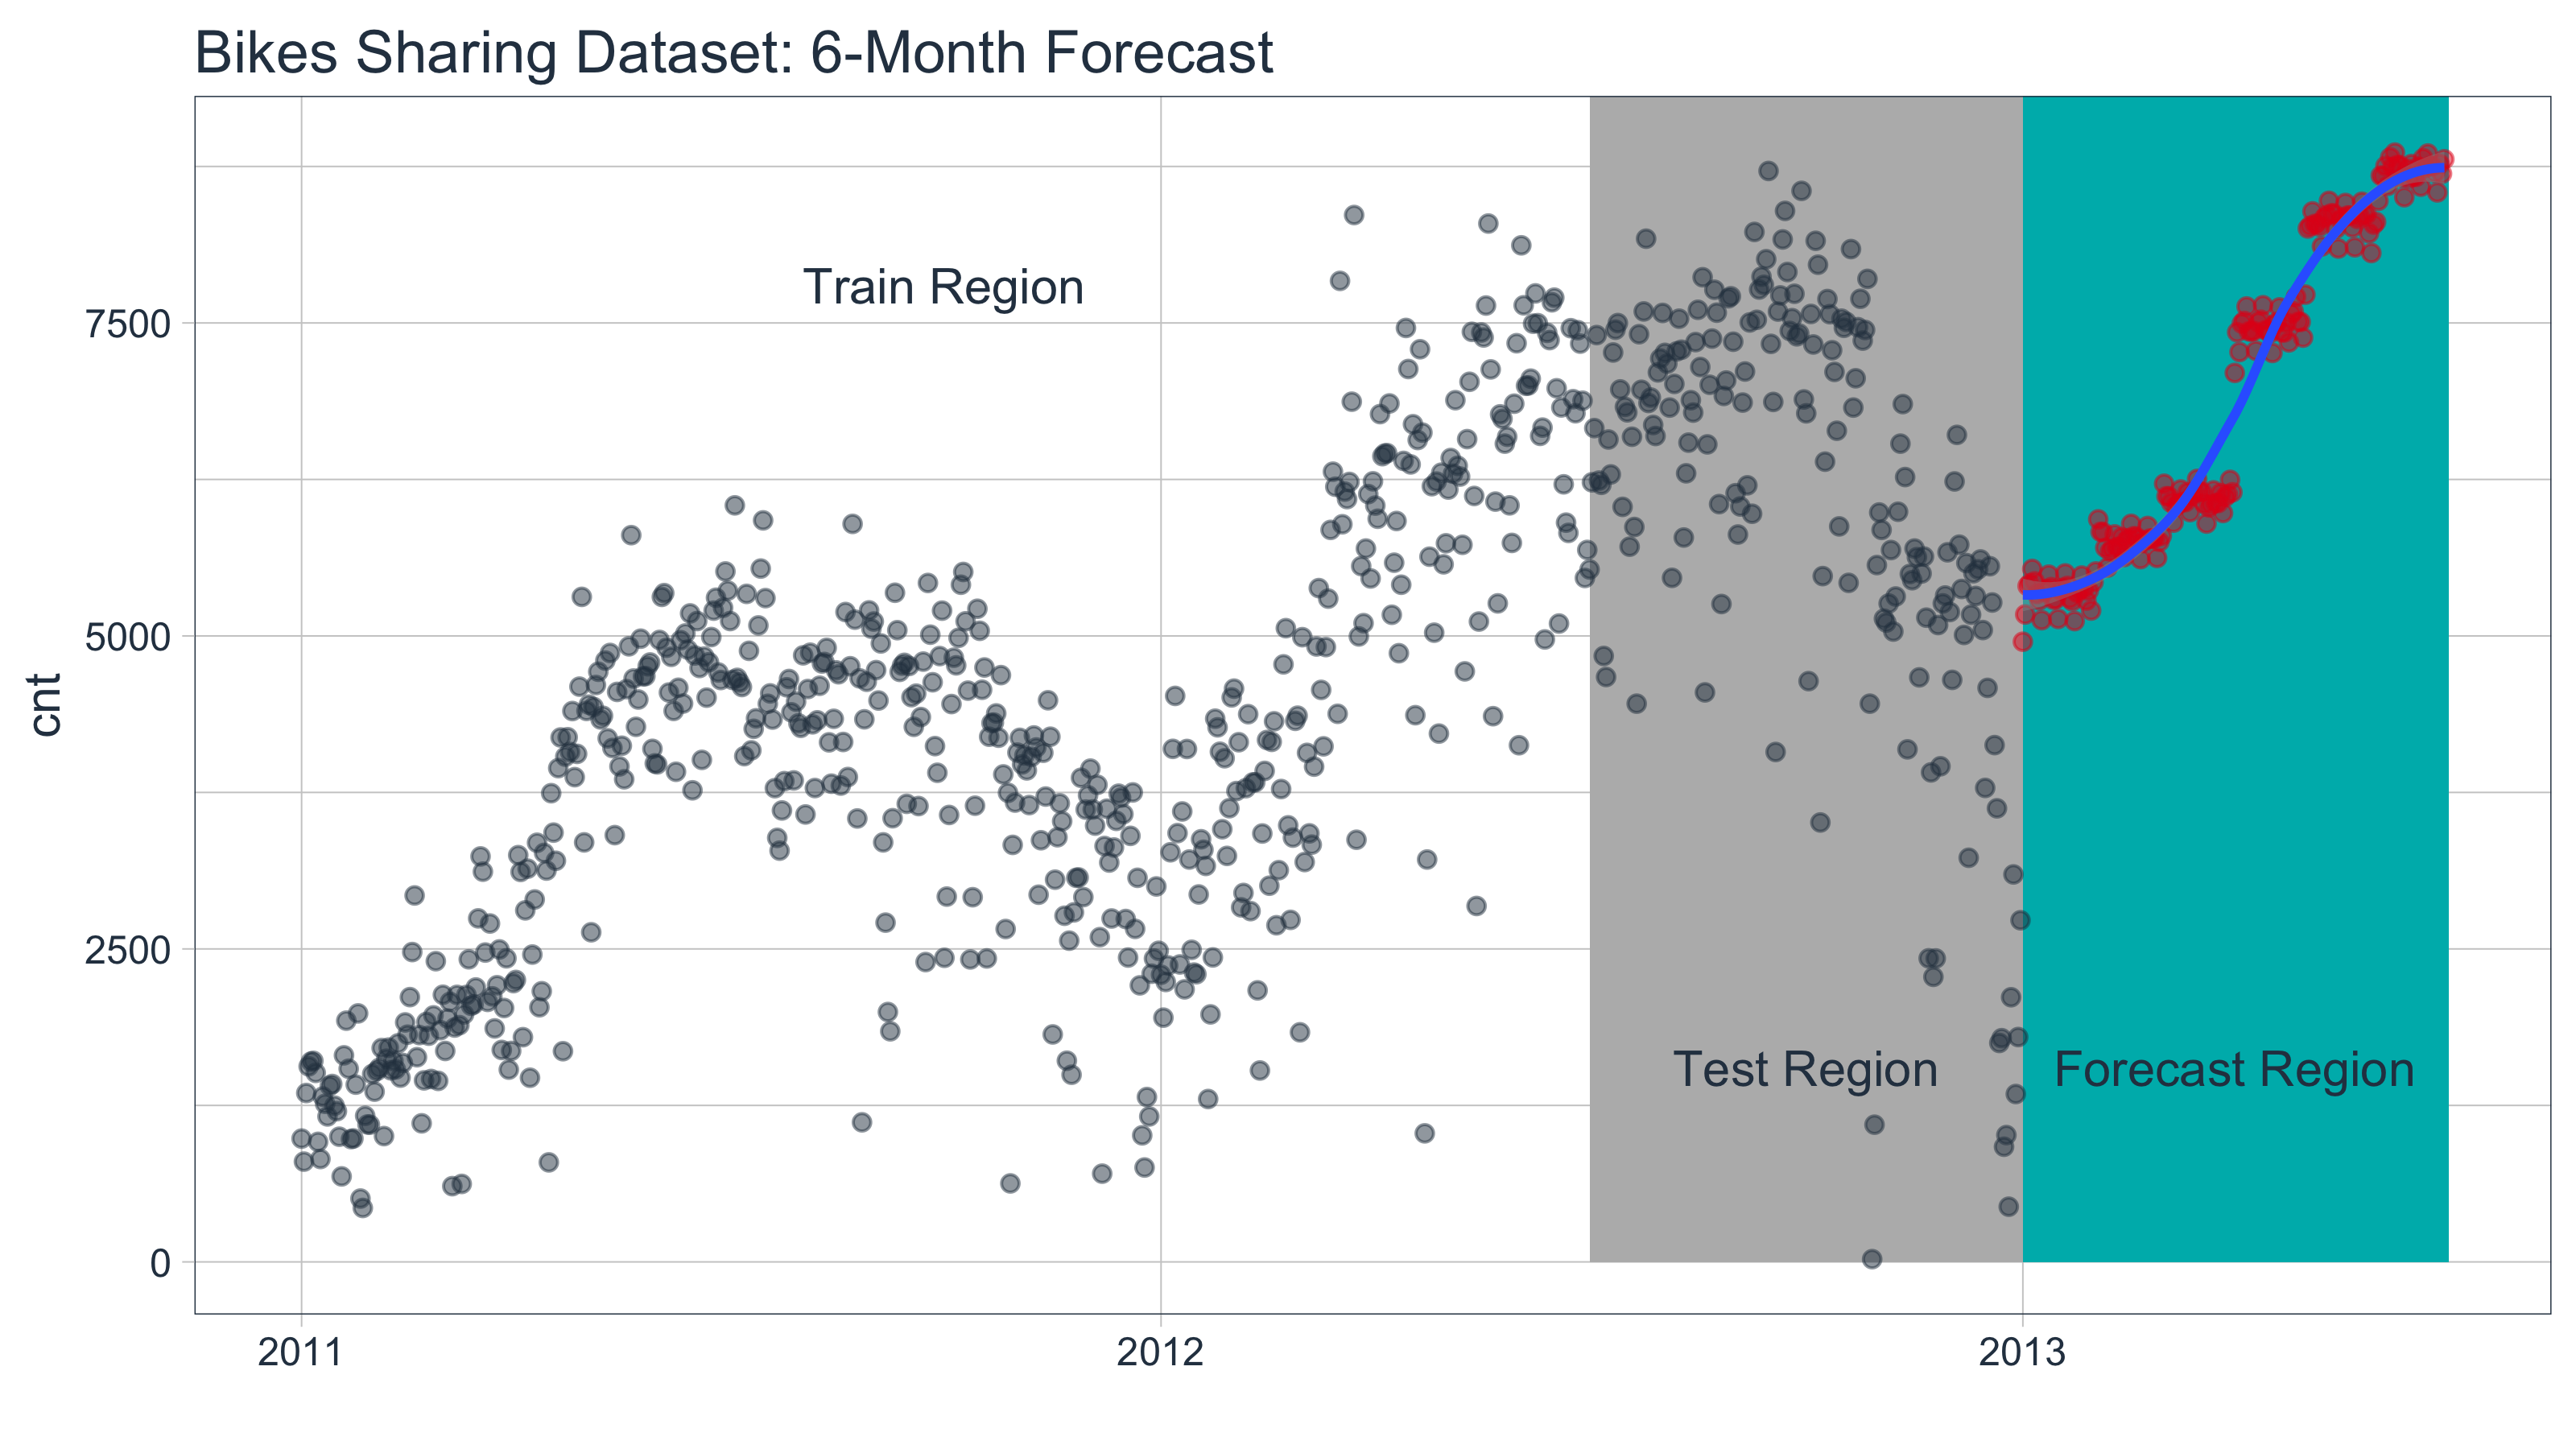 Bikes Sharing Dataset: 6-Month Forecast
Train Region
7500
5000
cnt
2500
Test Region
Forecast Region
0
2011
2012
2013